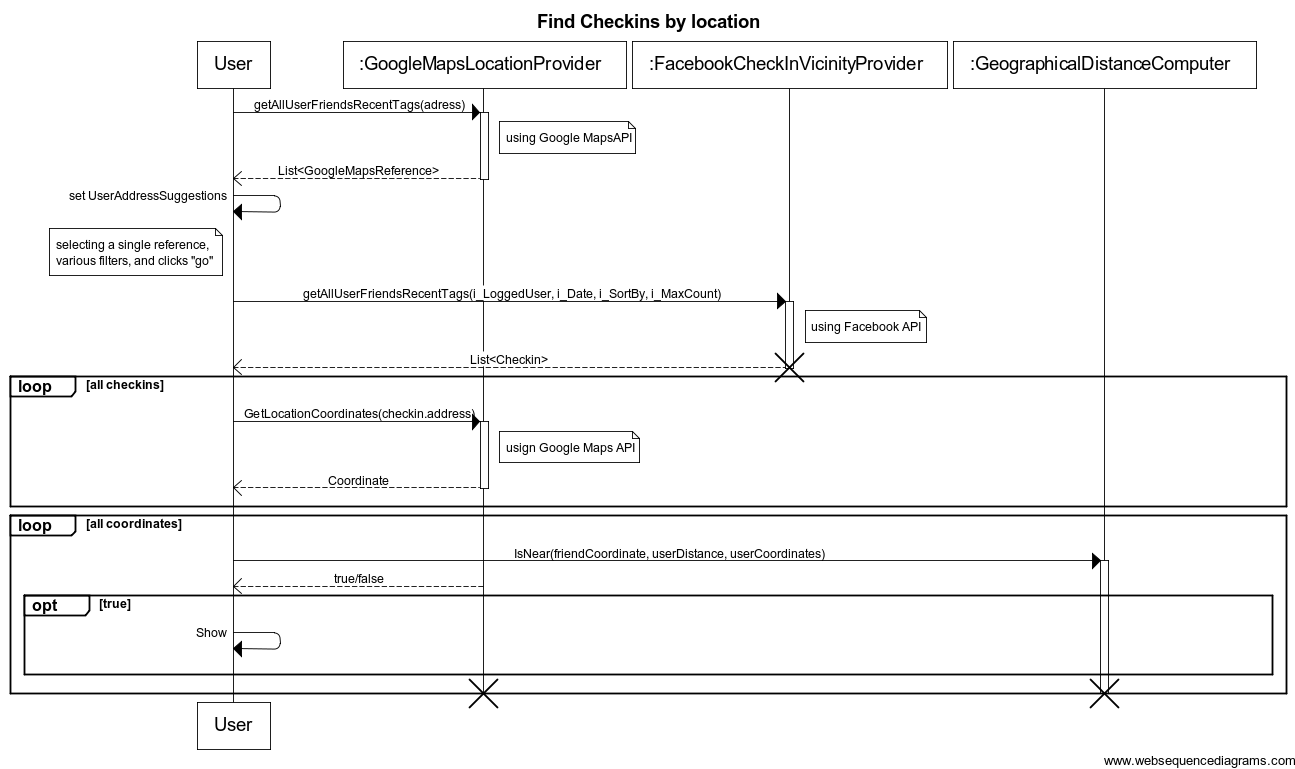 Find Checkins by location
User
:GoogleMapsLocationProvider
:FacebookCheckInVicinityProvider
:GeographicalDistanceComputer
getAllUserFriendsRecentTags(adress)
using Google MapsAPI
List<GoogleMapsReference>
set UserAddressSuggestions
selecting a single reference,
various filters, and clicks "go"
getAllUserFriendsRecentTags(i_LoggedUser, i_Date, i_SortBy, i_MaxCount)
using Facebook API
List<Checkin>
loop
[all checkins]
GetLocationCoordinates(checkin.address)
usign Google Maps API
Coordinate
loop
[all coordinates]
IsNear(friendCoordinate, userDistance, userCoordinates)
true/false
opt
[true]
Show
User
www.websequencediagrams.com